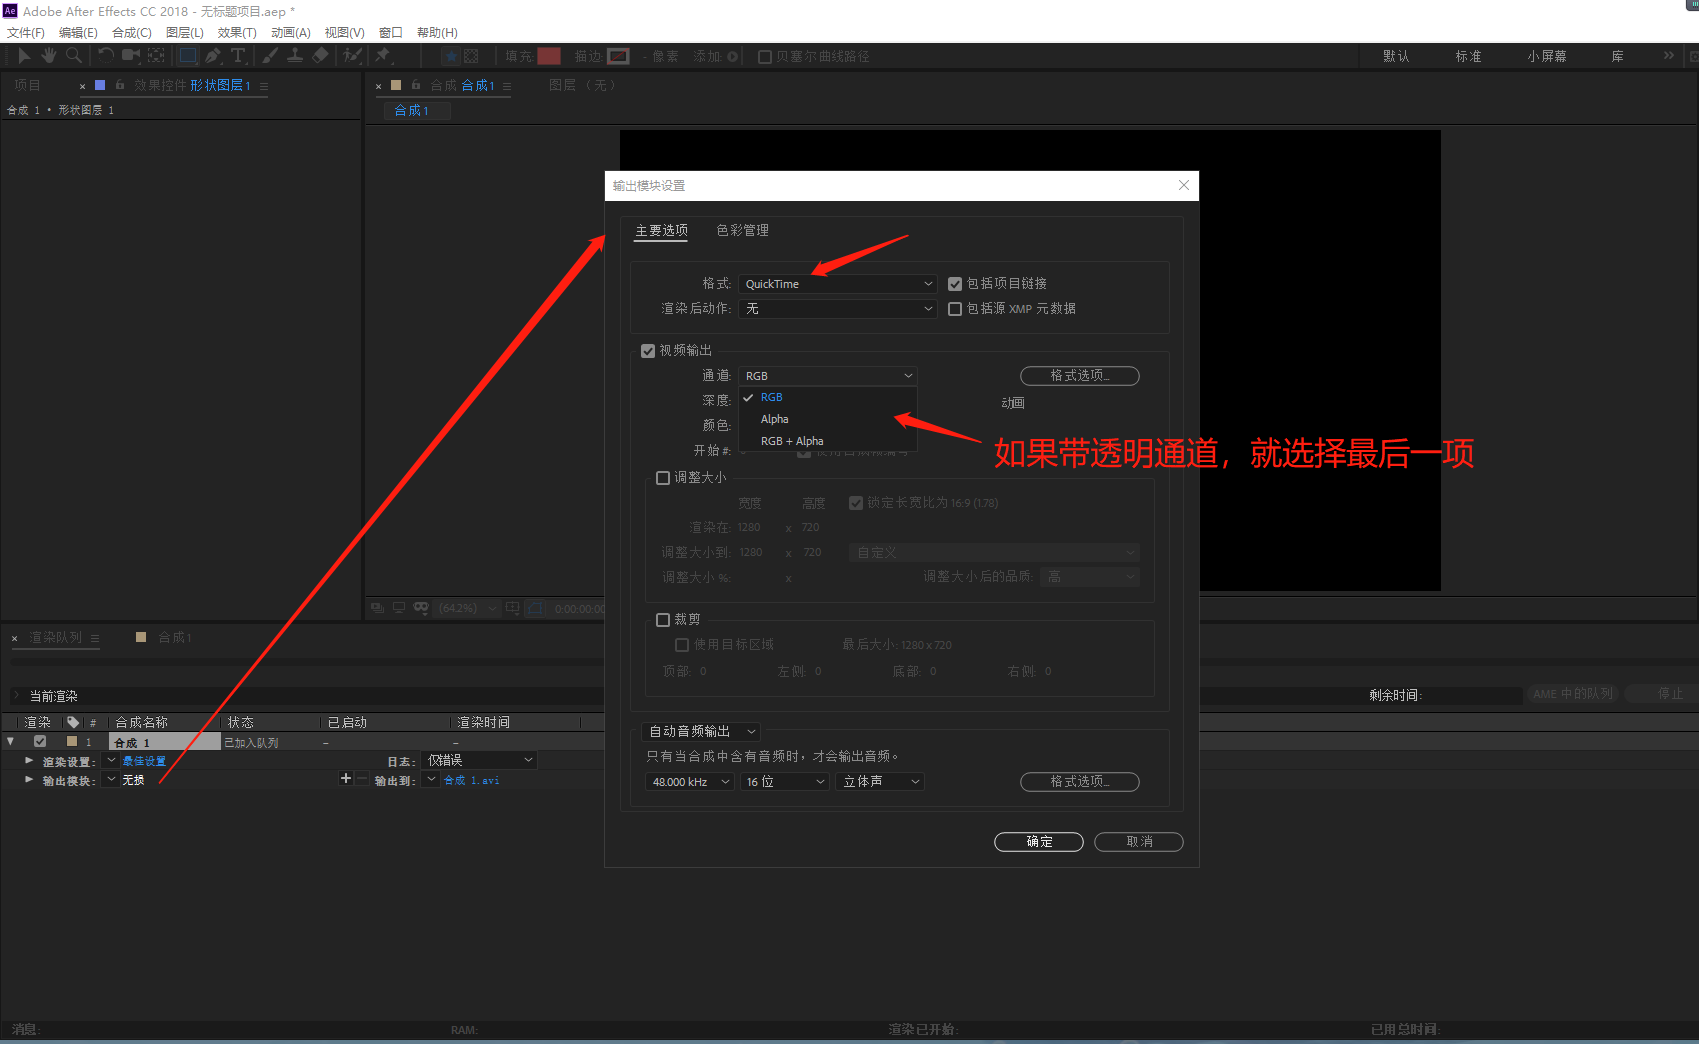 Ae Adobe After Effects CC 2018 - 无标题项目.aep *
文件(F) 编辑(E) 合成(C) 图层(L) 效果(T) 动画(A) 视图(V) 窗口 帮助(H)
填充: 描边: - 像素 添加: 贝塞尔曲线路径 默认 标准 小屏幕 库 »
项目 × 效果控件 形状图层 1 × 合成 合成 1 图层 （无）
合成 1 • 形状图层 1
合成 1
输出模块设置
主要选项 色彩管理
格式: QuickTime 包括项目链接
渲染后动作: 无 包括源 XMP 元数据
视频输出
通道: RGB 格式选项...
深度: RGB
动画
颜色: Alpha
开始 #: RGB + Alpha
如果带透明通道，就选择最后一项
调整大小
宽度 高度 锁定长宽比为 16:9 (1.78)
渲染在: 1280 x 720
调整大小到: 1280 x 720 自定义
调整大小 %: x 调整大小后的品质: 高
(64.2%) 0:00:00:00
裁剪
使用目标区域 最后大小: 1280 x 720
顶部: 0 左侧: 0 底部: 0 右侧: 0
自动音频输出
只有当合成中含有音频时，才会输出音频。
48.000 kHz 16 位 立体声 格式选项...
确定 取消
× 渲染队列 合成 1
当前渲染 剩余时间: AME 中的队列 停止
渲染 # 合成名称 状态 已启动 渲染时间
1 合成 1 已加入队列 – –
渲染设置: 最佳设置 日志: 仅错误
输出模块: 无损 + – 输出到: 合成 1.avi
消息: RAM: 渲染已开始: 已用总时间: